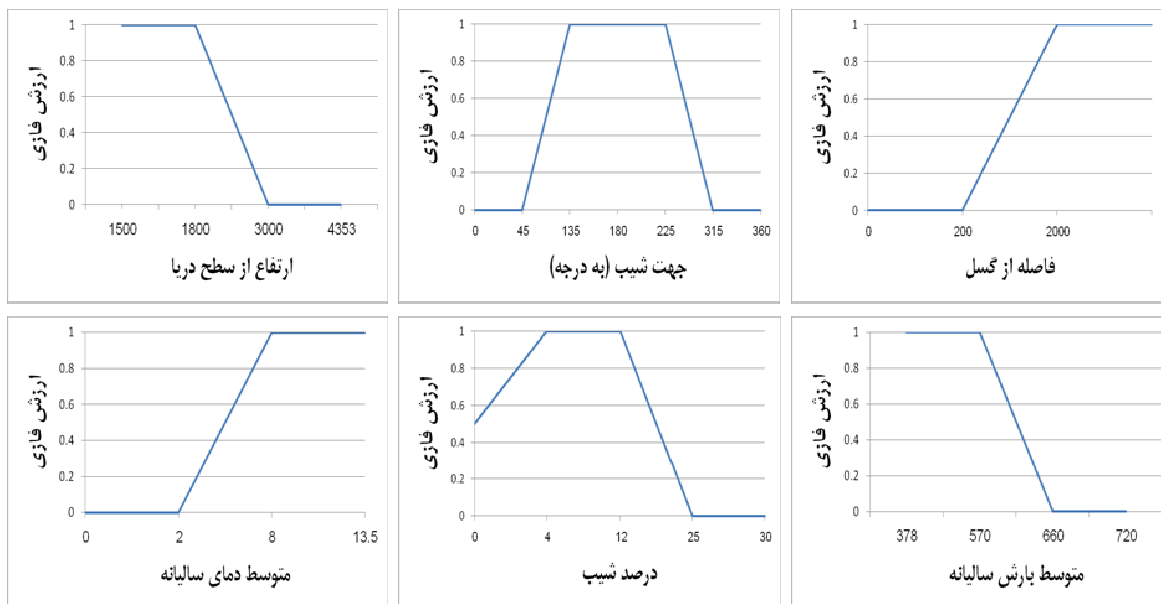 ارزش فازی
1
0.8
0.6
0.4
0.2
0
1500 1800 3000 4353
ارتفاع از سطح دریا
ارزش فازی
1
0.8
0.6
0.4
0.2
0
0 45 135 180 225 315 360
جهت شیب (به درجه)
ارزش فازی
1
0.8
0.6
0.4
0.2
0
0 200 2000
فاصله از گسل
ارزش فازی
1
0.8
0.6
0.4
0.2
0
0 2 8 13.5
متوسط دمای سالیانه
ارزش فازی
1
0.8
0.6
0.4
0.2
0
0 4 12 25 30
درصد شیب
ارزش فازی
1
0.8
0.6
0.4
0.2
0
378 570 660 720
متوسط بارش سالیانه